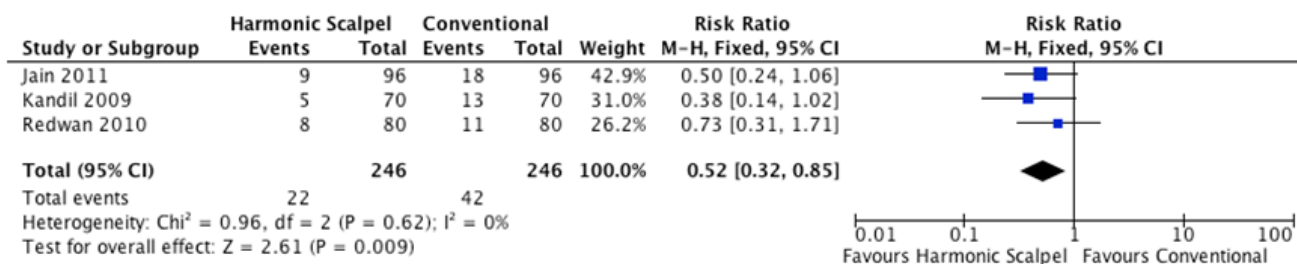 Harmonic Scalpel Conventional Risk Ratio Risk Ratio
Study or Subgroup Events Total Events Total Weight M-H, Fixed, 95% CI M-H, Fixed, 95% CI
Jain 2011 9 96 18 96 42.9% 0.50 [0.24, 1.06]
Kandil 2009 5 70 13 70 31.0% 0.38 [0.14, 1.02]
Redwan 2010 8 80 11 80 26.2% 0.73 [0.31, 1.71]
Total (95% CI) 246 246 100.0% 0.52 [0.32, 0.85]
Total events 22 42
Heterogeneity: Chi² = 0.96, df = 2 (P = 0.62); I² = 0%
Test for overall effect: Z = 2.61 (P = 0.009)
0.01 0.1 1 10 100
Favours Harmonic Scalpel Favours Conventional